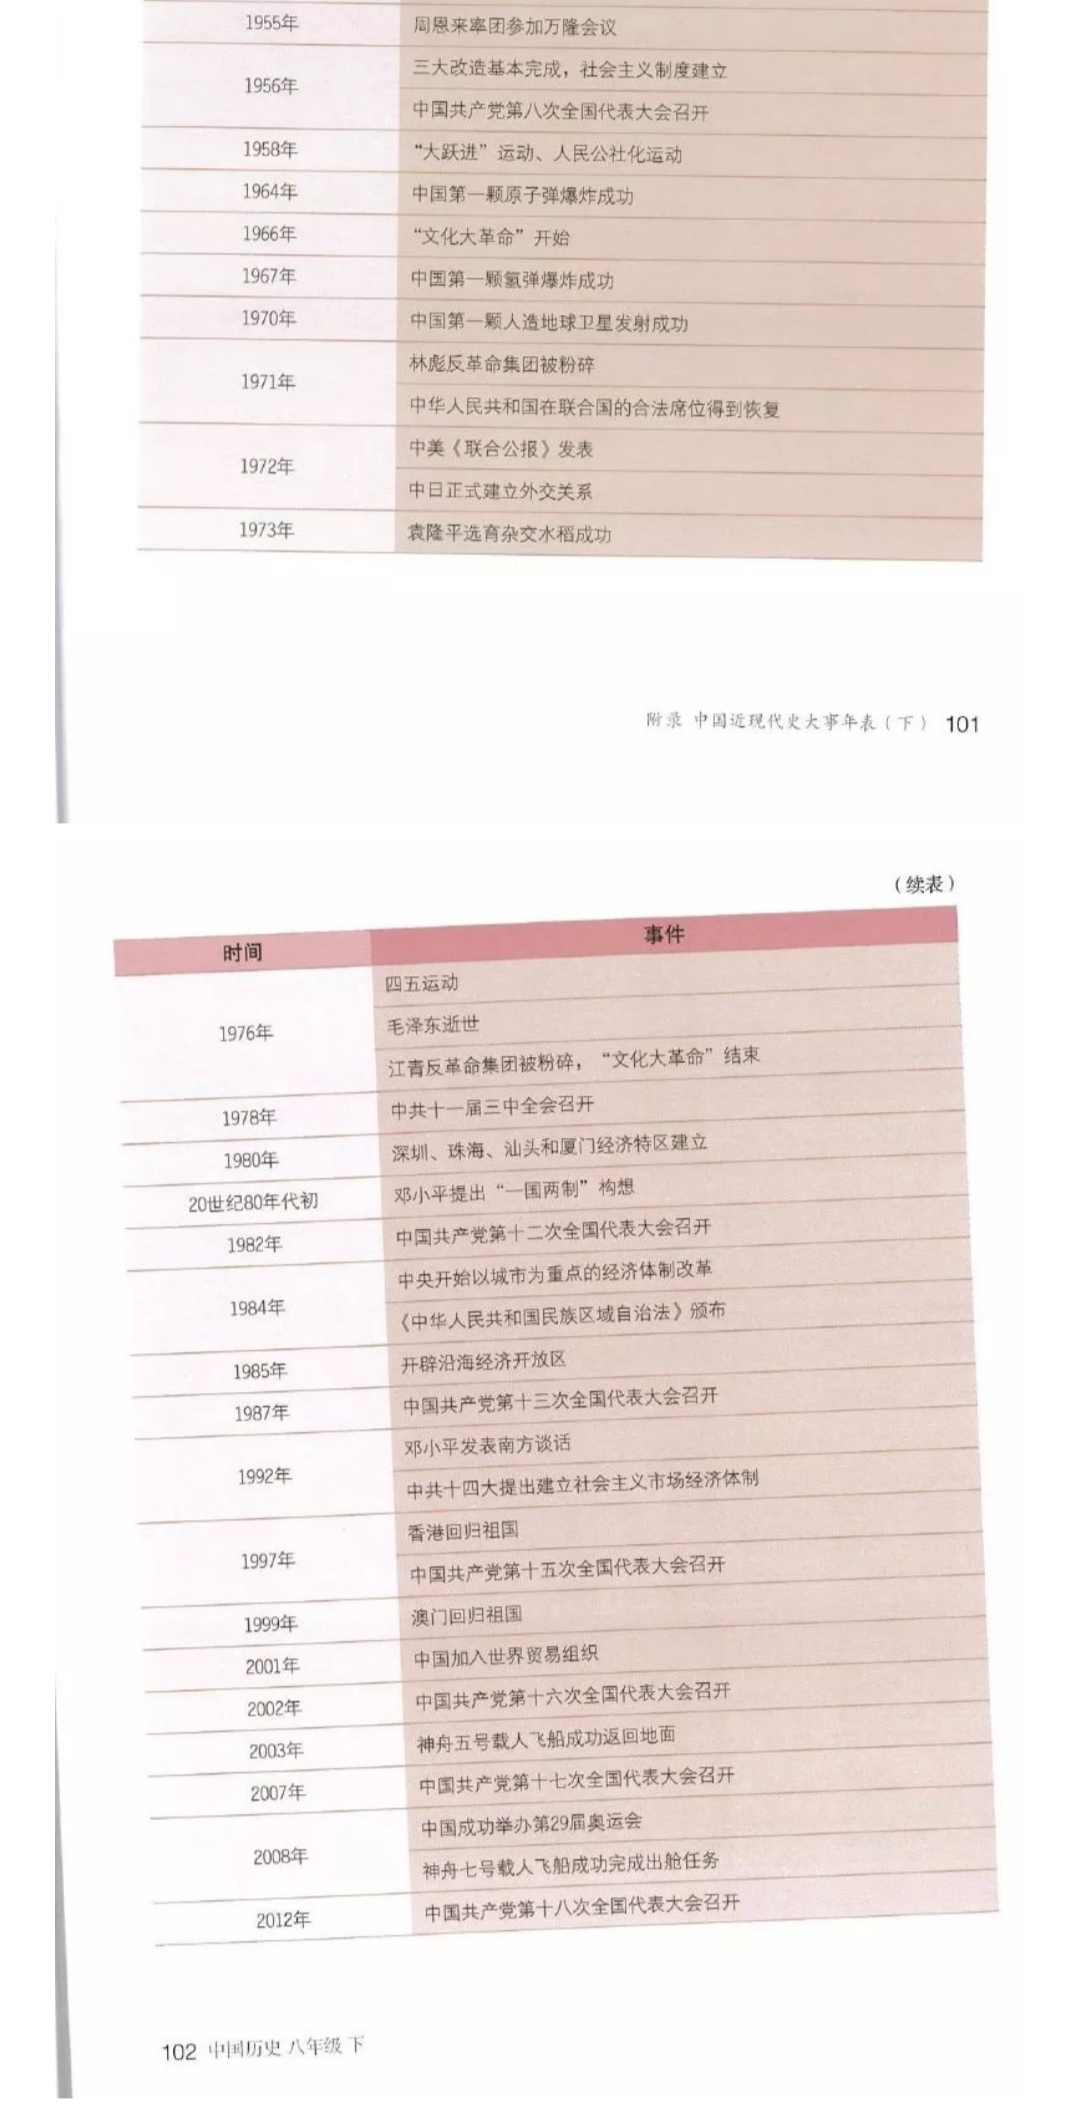 1955年 周恩来率团参加万隆会议
1956年 三大改造基本完成，社会主义制度建立
中国共产党第八次全国代表大会召开
1958年 “大跃进”运动、人民公社化运动
1964年 中国第一颗原子弹爆炸成功
1966年 “文化大革命”开始
1967年 中国第一颗氢弹爆炸成功
1970年 中国第一颗人造地球卫星发射成功
1971年 林彪反革命集团被粉碎
中华人民共和国在联合国的合法席位得到恢复
1972年 中美《联合公报》发表
中日正式建立外交关系
1973年 袁隆平选育杂交水稻成功
附录 中国近现代史大事年表（下） 101
（续表）
时间 事件
1976年 四五运动
毛泽东逝世
江青反革命集团被粉碎，“文化大革命”结束
1978年 中共十一届三中全会召开
1980年 深圳、珠海、汕头和厦门经济特区建立
20世纪80年代初 邓小平提出“一国两制”构想
1982年 中国共产党第十二次全国代表大会召开
1984年 中央开始以城市为重点的经济体制改革
《中华人民共和国民族区域自治法》颁布
1985年 开辟沿海经济开放区
1987年 中国共产党第十三次全国代表大会召开
1992年 邓小平发表南方谈话
中共十四大提出建立社会主义市场经济体制
1997年 香港回归祖国
中国共产党第十五次全国代表大会召开
1999年 澳门回归祖国
2001年 中国加入世界贸易组织
2002年 中国共产党第十六次全国代表大会召开
2003年 神舟五号载人飞船成功返回地面
2007年 中国共产党第十七次全国代表大会召开
2008年 中国成功举办第29届奥运会
神舟七号载人飞船成功完成出舱任务
2012年 中国共产党第十八次全国代表大会召开
102 中国历史 八年级 下